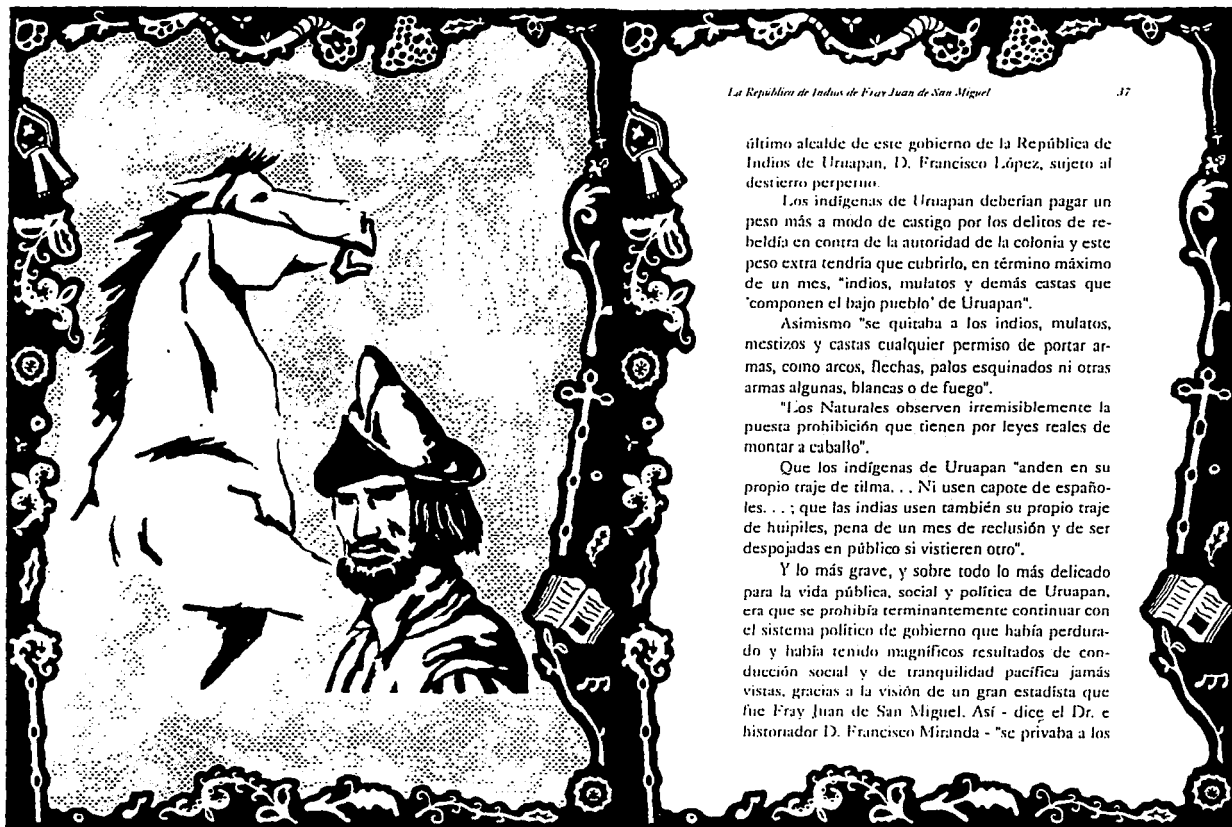 La República de Indios de Fray Juan de San Miguel 37
último alcalde de este gobierno de la República de
Indios de Uruapan, D. Francisco López, sujeto al
destierro perpetuo.
Los indígenas de Uruapan deberían pagar un
peso más a modo de castigo por los delitos de re-
beldía en contra de la autoridad de la colonia y este
peso extra tendría que cubrirlo, en término máximo
de un mes, "indios, mulatos y demás castas que
'componen el bajo pueblo' de Uruapan".
Asimismo "se quitaba a los indios, mulatos,
mestizos y castas cualquier permiso de portar ar-
mas, como arcos, flechas, palos esquinados ni otras
armas algunas, blancas o de fuego".
"Los Naturales observen irremisiblemente la
puesta prohibición que tienen por leyes reales de
montar a caballo".
Que los indígenas de Uruapan "anden en su
propio traje de tilma. . . Ni usen capote de españo-
les. . . ; que las indias usen también su propio traje
de huipiles, pena de un mes de reclusión y de ser
despojadas en público si vistieren otro".
Y lo más grave, y sobre todo lo más delicado
para la vida pública, social y política de Uruapan,
era que se prohibía terminantemente continuar con
el sistema político de gobierno que había perdura-
do y había tenido magníficos resultados de con-
ducción social y de tranquilidad pacífica jamás
vistas, gracias a la visión de un gran estadista que
fue Fray Juan de San Miguel. Así - dice el Dr. e
historiador D. Francisco Miranda - "se privaba a los